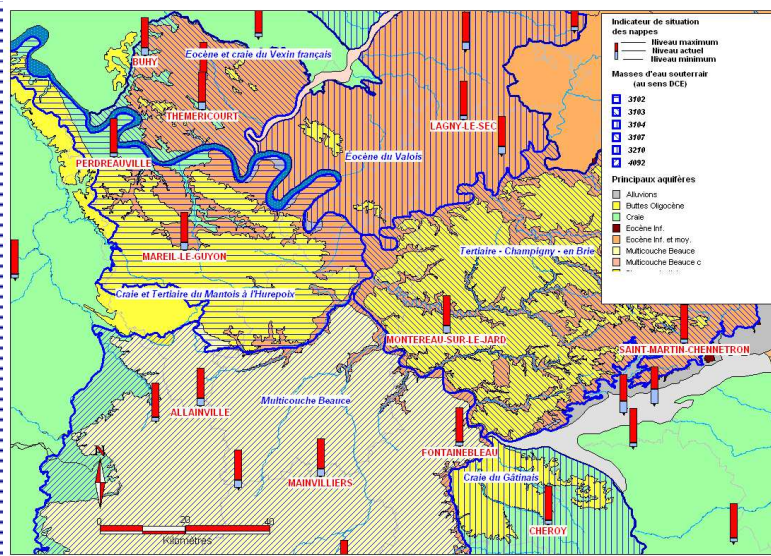 Indicateur de situation
des nappes
Niveau maximum
Niveau actuel
Niveau minimum
Masses d'eau souterrair
(au sens DCE)
3102
3103
3104
3107
3210
4092
Principaux aquifères
Alluvions
Buttes Oligocène
Craie
Eocène Inf.
Eocène Inf. et moy.
Multicouche Beauce
Multicouche Beauce c
BUHY
Eocène et craie du Vexin français
THEMERICOURT
LAGNY-LE-SEC
PERDREAUVILLE
Éocène du Valois
MAREIL-LE-GUYON
Tertiaire - Champigny - en Brie
Craie et Tertiaire du Mantois à l'Hurepoix
MONTEREAU-SUR-LE-JARD
SAINT-MARTIN-CHENNETRON
ALLAINVILLE
Multicouche Beauce
FONTAINEBLEAU
N
MAINVILLIERS
Craie du Gâtinais
CHEROY
0 20 40
Kilomètres